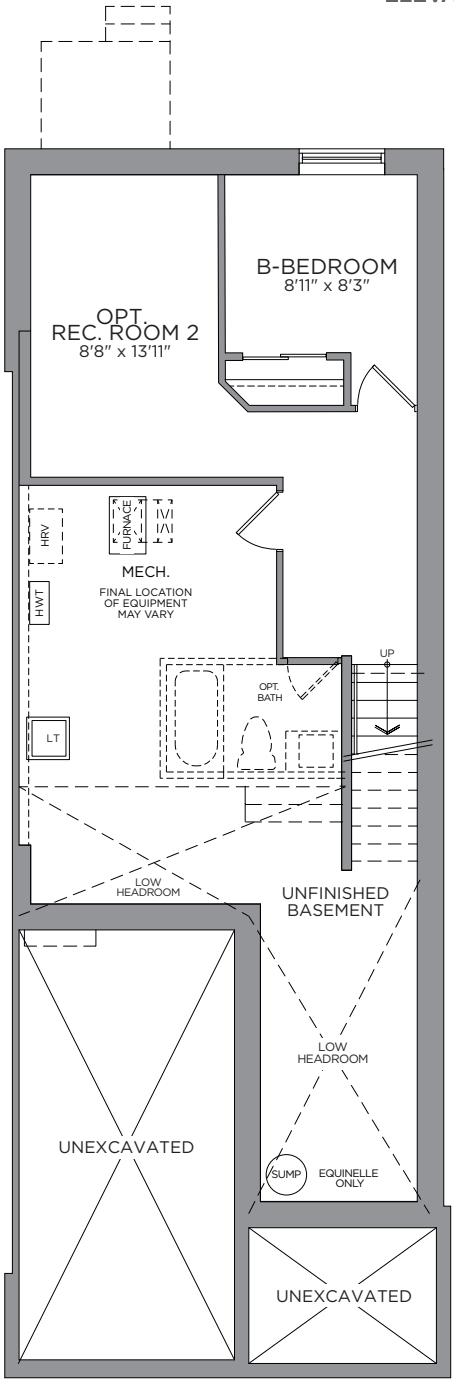 B-BEDROOM
8'11" x 8'3"
OPT.
REC. ROOM 2
8'8" x 13'11"
HRV
FURNACE
HWT
MECH.
FINAL LOCATION
OF EQUIPMENT
MAY VARY
OPT.
BATH
UP
LT
LOW
HEADROOM
UNFINISHED
BASEMENT
LOW
HEADROOM
UNEXCAVATED
SUMP
EQUINELLE
ONLY
UNEXCAVATED